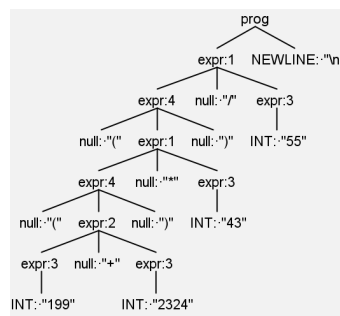 prog
expr:1 NEWLINE:·"\n
expr:4 null:·"/" expr:3
null:·"(" expr:1 null:·")" INT:·"55"
expr:4 null:·"*" expr:3
null:·"(" expr:2 null:·")" INT:·"43"
expr:3 null:·"+" expr:3
INT:·"199" INT:·"2324"